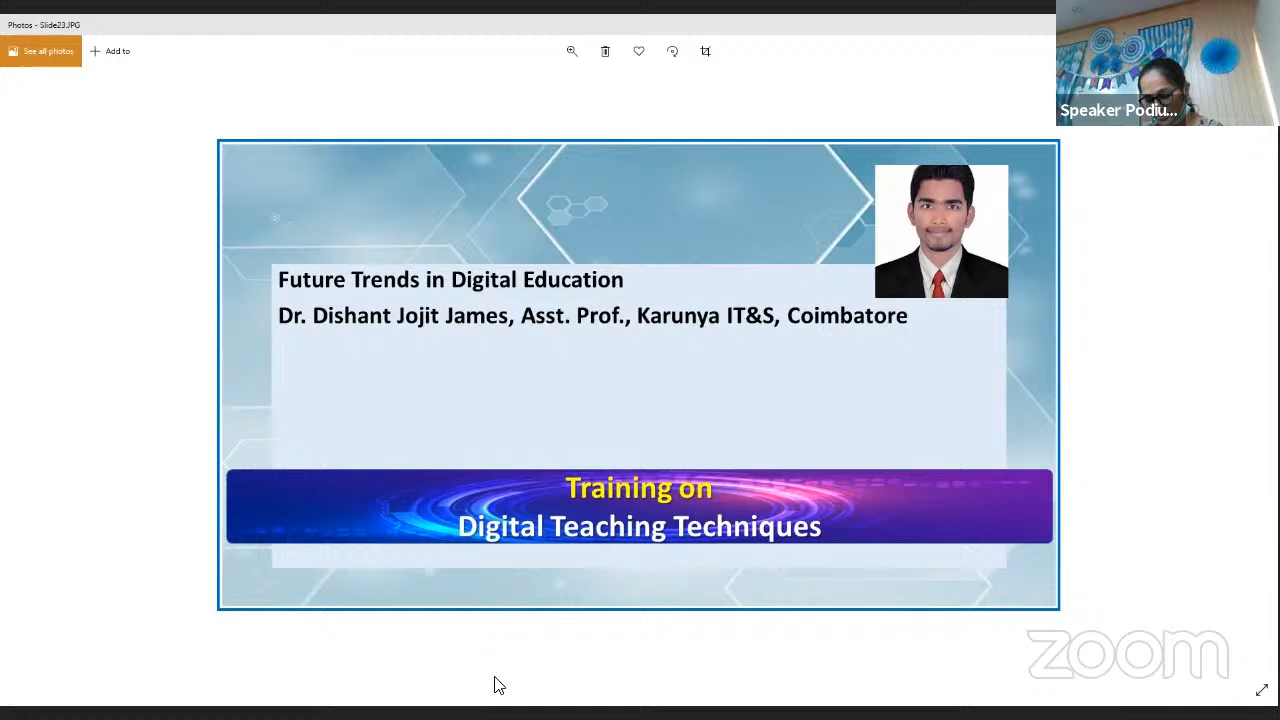 Photos - Slide23.JPG
See all photos
Add to
Speaker Podiu...
Future Trends in Digital Education
Dr. Dishant Jojit James, Asst. Prof., Karunya IT&S, Coimbatore
Training on
Digital Teaching Techniques
zoom